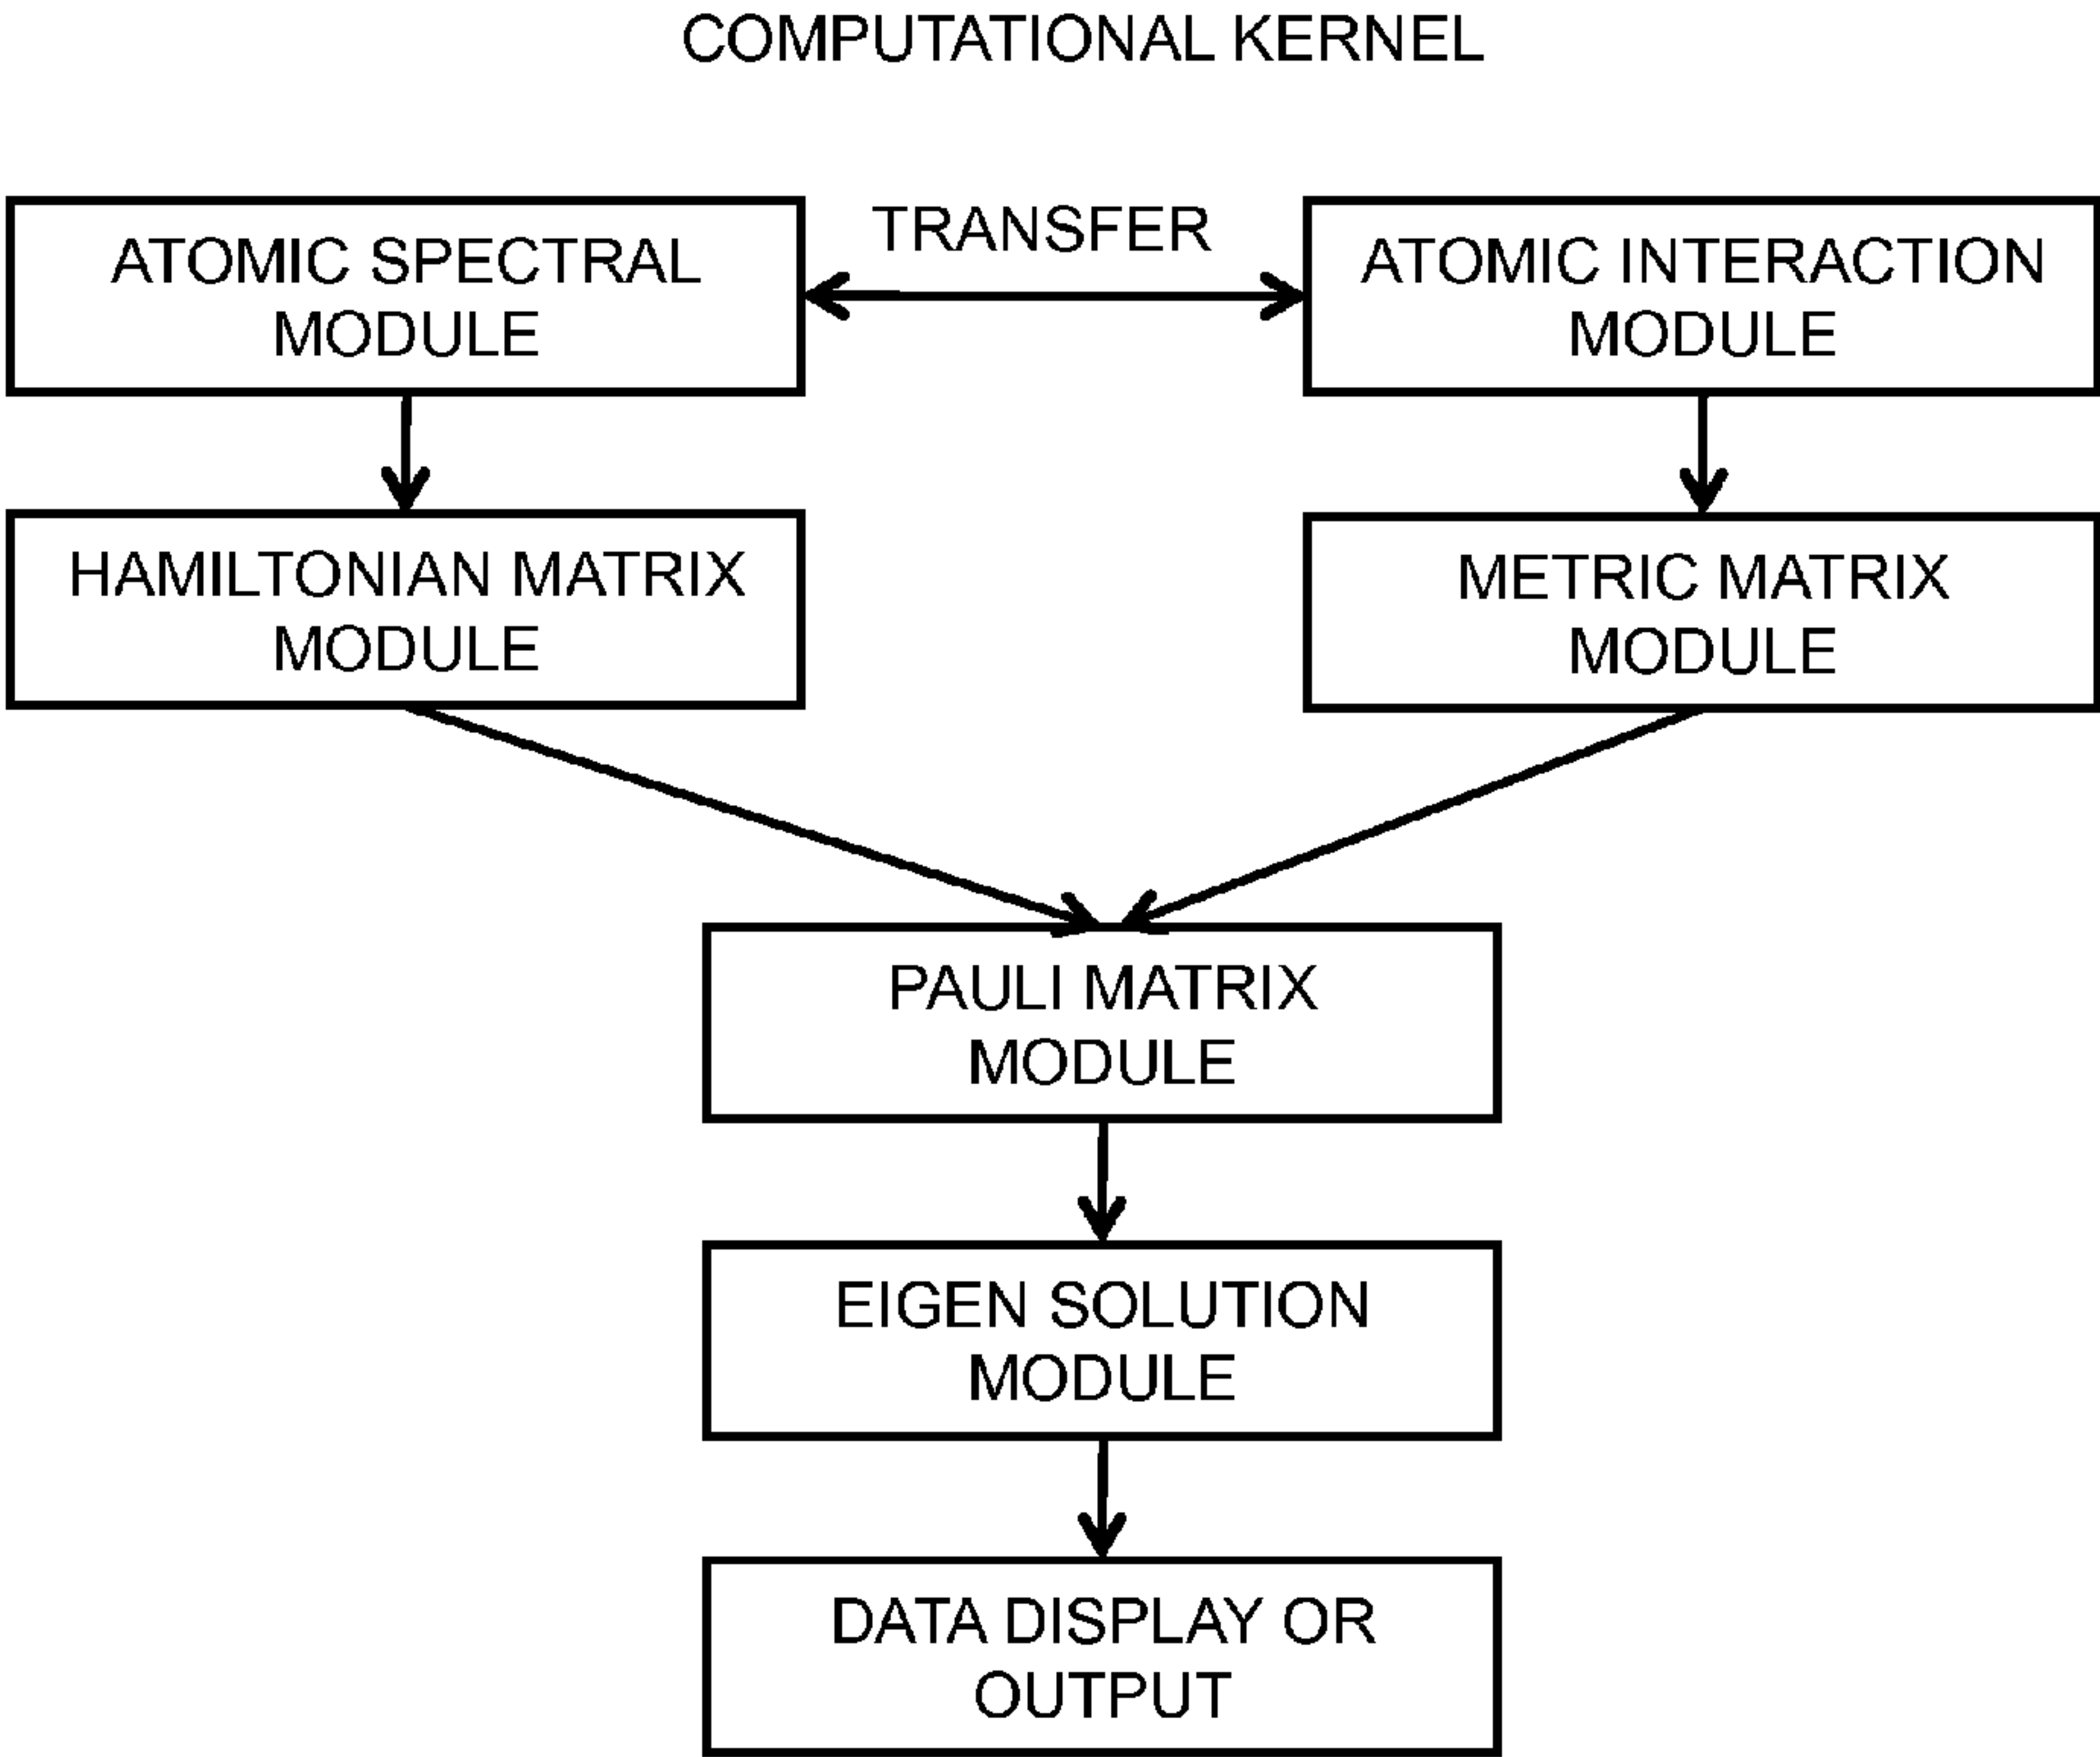 COMPUTATIONAL KERNEL
ATOMIC SPECTRAL
MODULE
TRANSFER
ATOMIC INTERACTION
MODULE
HAMILTONIAN MATRIX
MODULE
METRIC MATRIX
MODULE
PAULI MATRIX
MODULE
EIGEN SOLUTION
MODULE
DATA DISPLAY OR
OUTPUT